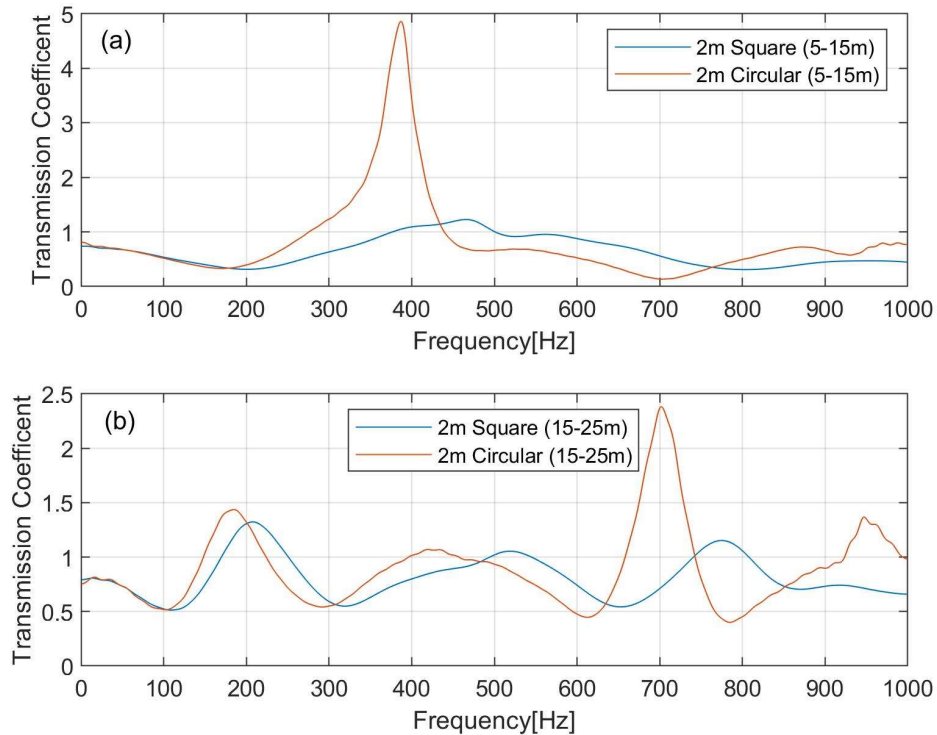 (a)
2m Square (5-15m)
2m Circular (5-15m)
Transmission Coefficent
5
4
3
2
1
0
0 100 200 300 400 500 600 700 800 900 1000
Frequency[Hz]
(b)
2m Square (15-25m)
2m Circular (15-25m)
Transmission Coefficent
2.5
2
1.5
1
0.5
0
0 100 200 300 400 500 600 700 800 900 1000
Frequency[Hz]